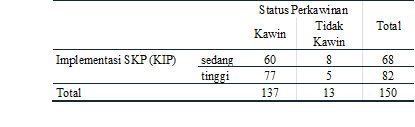 Status Perkawinan
Kawin Tidak Kawin Total
Implementasi SKP (KIP) sedang 60 8 68
tinggi 77 5 82
Total 137 13 150